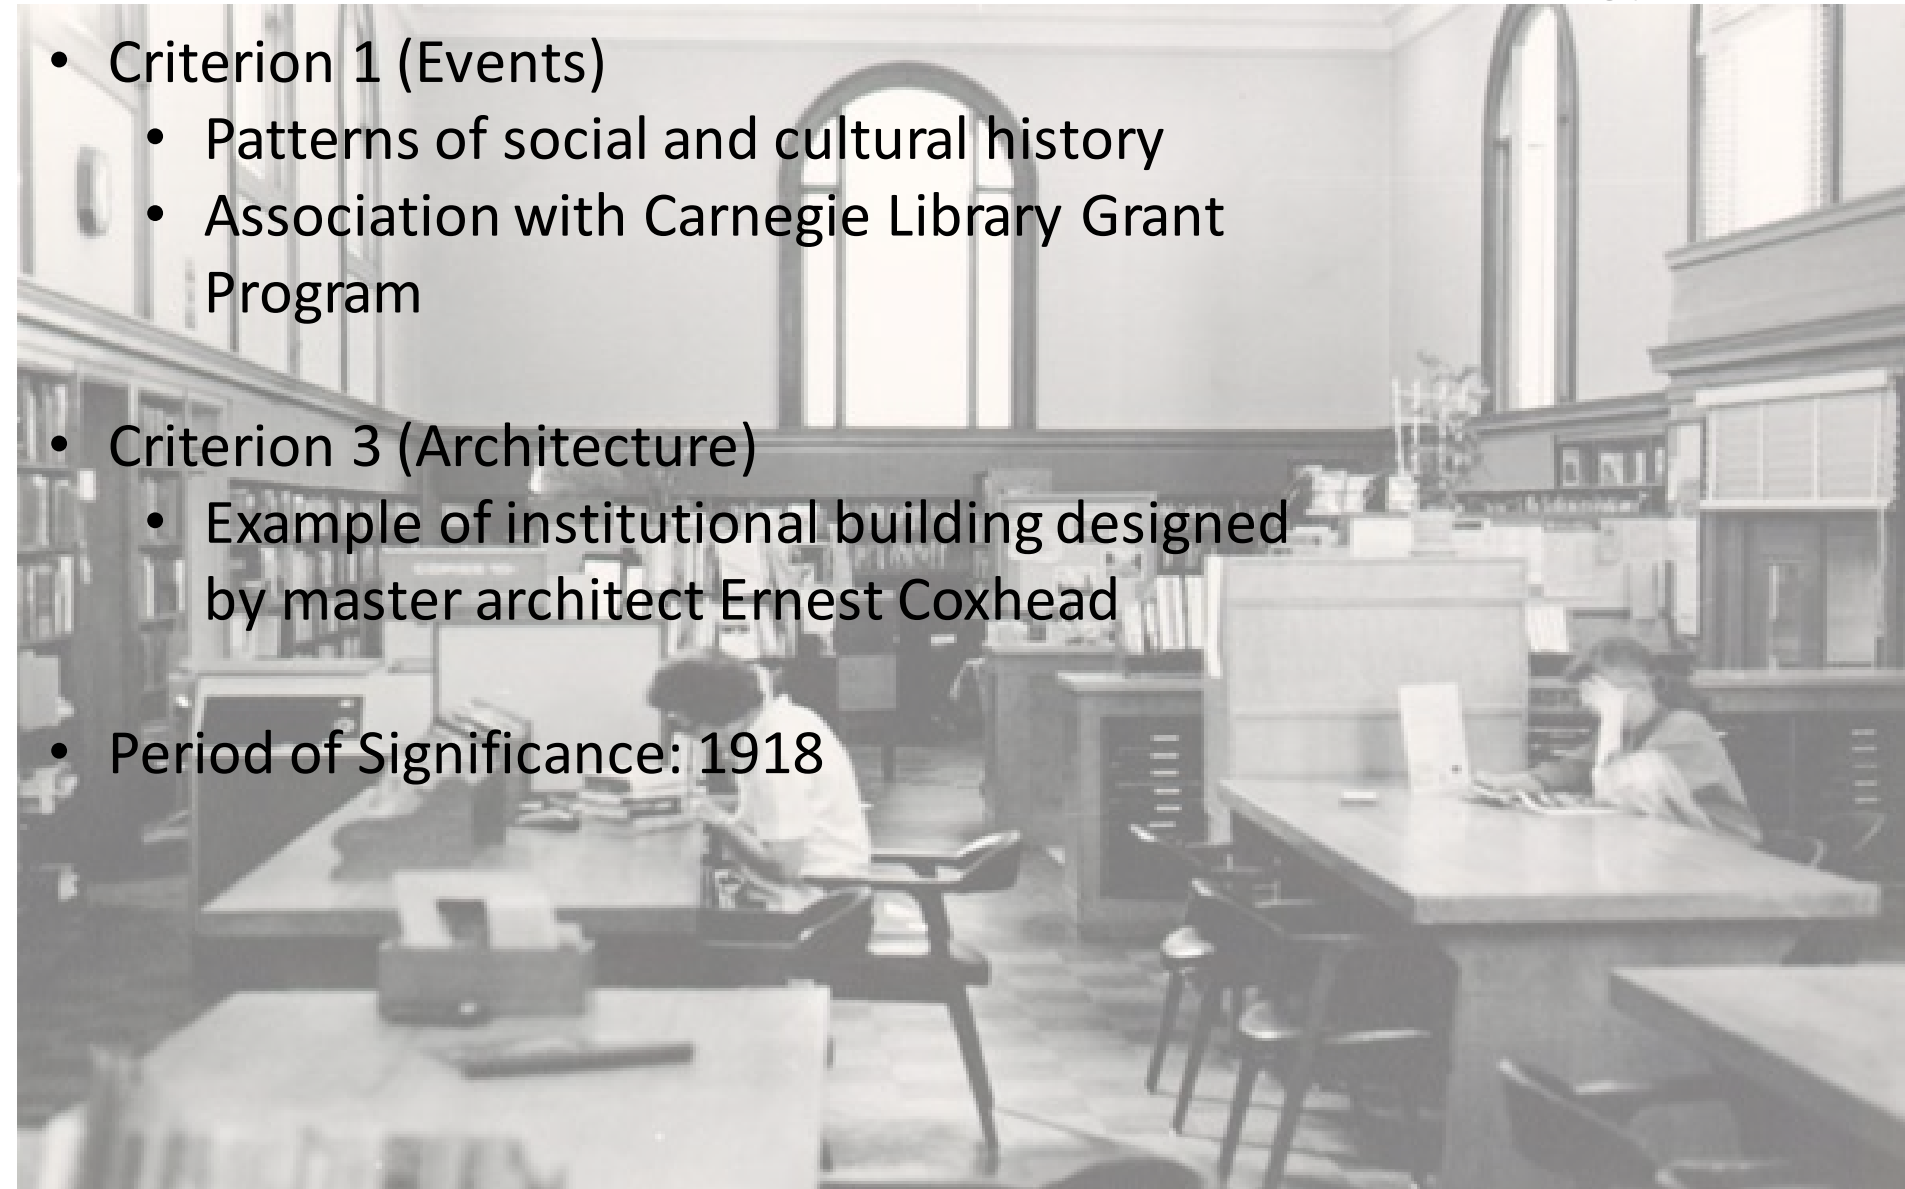 • Criterion 1 (Events)
• Patterns of social and cultural history
• Association with Carnegie Library Grant
Program
• Criterion 3 (Architecture)
• Example of institutional building designed
by master architect Ernest Coxhead
• Period of Significance: 1918